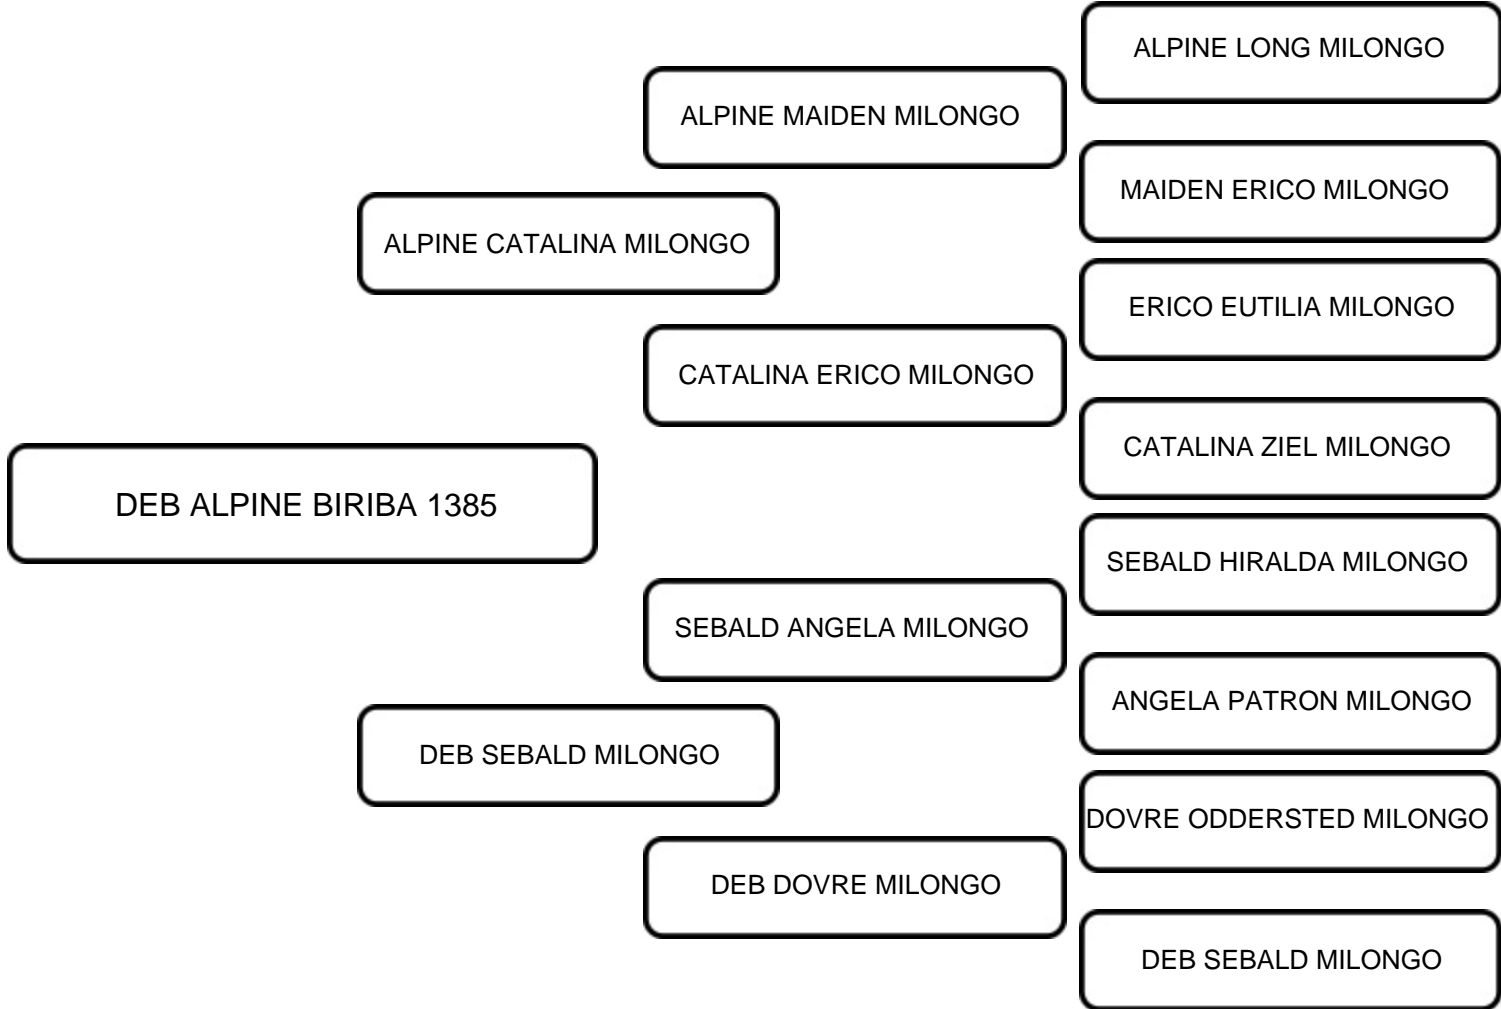 ALPINE LONG MILONGO
ALPINE MAIDEN MILONGO
MAIDEN ERICO MILONGO
ALPINE CATALINA MILONGO
ERICO EUTILIA MILONGO
CATALINA ERICO MILONGO
CATALINA ZIEL MILONGO
DEB ALPINE BIRIBA 1385
SEBALD HIRALDA MILONGO
SEBALD ANGELA MILONGO
ANGELA PATRON MILONGO
DEB SEBALD MILONGO
DOVRE ODDERSTED MILONGO
DEB DOVRE MILONGO
DEB SEBALD MILONGO